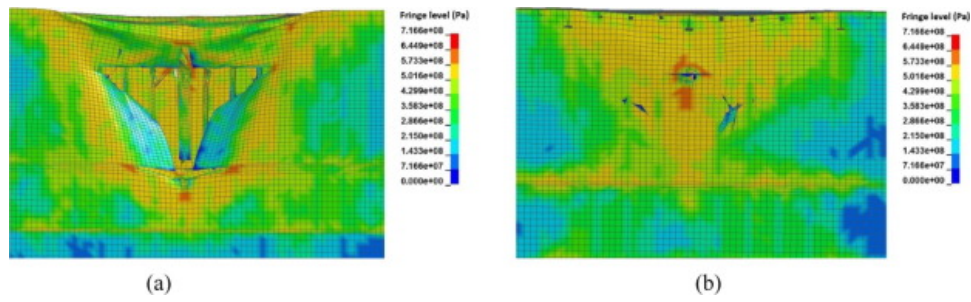 Fringe level (Pa)
7.166e+08
6.449e+08
5.733e+08
5.016e+08
4.299e+08
3.583e+08
2.866e+08
2.150e+08
1.433e+08
7.166e+07
0.000e+00
Fringe level (Pa)
7.166e+08
6.449e+08
5.733e+08
5.016e+08
4.299e+08
3.583e+08
2.866e+08
2.150e+08
1.433e+08
7.166e+07
0.000e+00
(a)
(b)